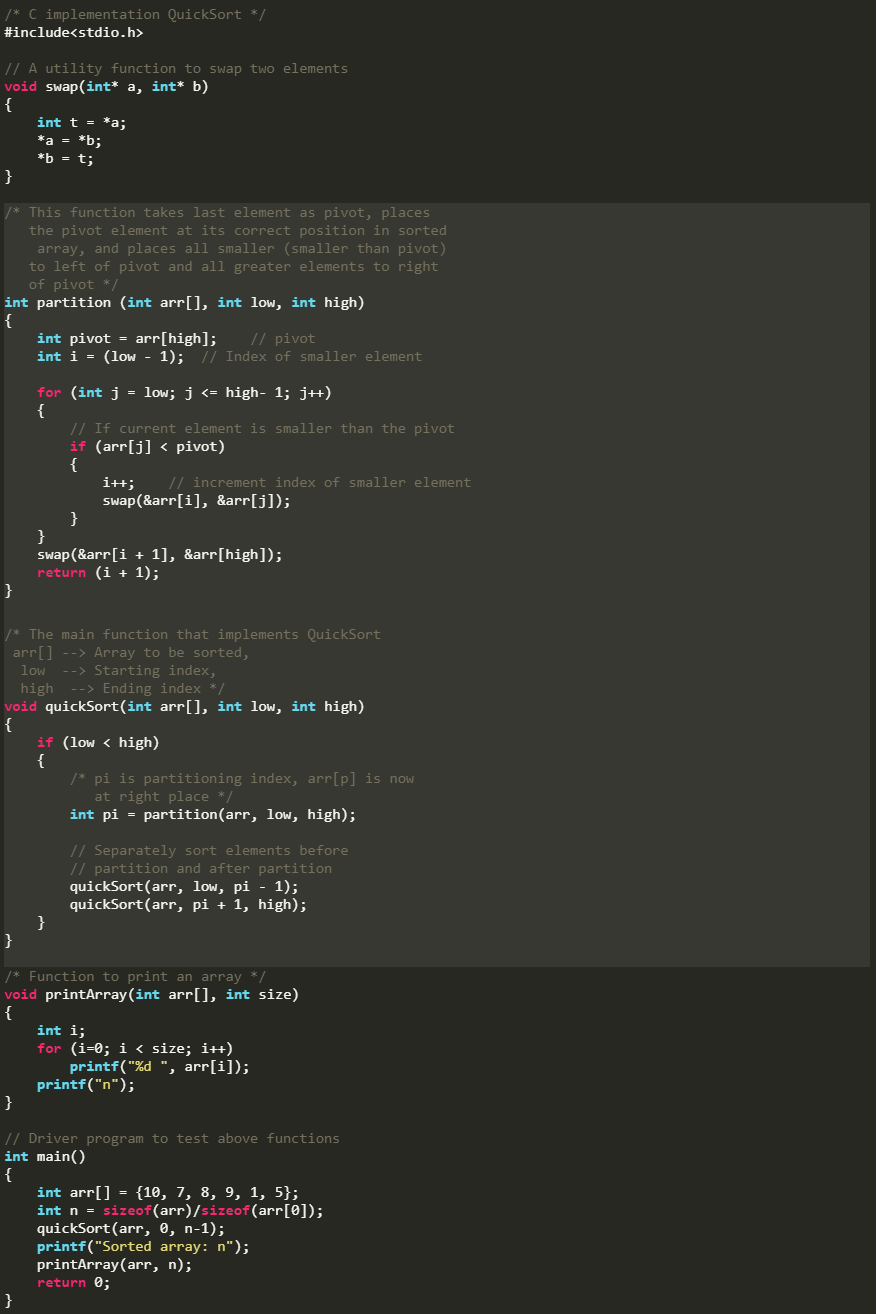 /* C implementation QuickSort */
#include<stdio.h>

// A utility function to swap two elements
void swap(int* a, int* b)
{
    int t = *a;
    *a = *b;
    *b = t;
}

/* This function takes last element as pivot, places
   the pivot element at its correct position in sorted
    array, and places all smaller (smaller than pivot)
   to left of pivot and all greater elements to right
   of pivot */
int partition (int arr[], int low, int high)
{
    int pivot = arr[high];    // pivot
    int i = (low - 1);  // Index of smaller element

    for (int j = low; j <= high- 1; j++)
    {
        // If current element is smaller than the pivot
        if (arr[j] < pivot)
        {
            i++;    // increment index of smaller element
            swap(&arr[i], &arr[j]);
        }
    }
    swap(&arr[i + 1], &arr[high]);
    return (i + 1);
}

/* The main function that implements QuickSort
 arr[] --> Array to be sorted,
  low  --> Starting index,
  high  --> Ending index */
void quickSort(int arr[], int low, int high)
{
    if (low < high)
    {
        /* pi is partitioning index, arr[p] is now
           at right place */
        int pi = partition(arr, low, high);

        // Separately sort elements before
        // partition and after partition
        quickSort(arr, low, pi - 1);
        quickSort(arr, pi + 1, high);
    }
}

/* Function to print an array */
void printArray(int arr[], int size)
{
    int i;
    for (i=0; i < size; i++)
        printf("%d ", arr[i]);
    printf("n");
}

// Driver program to test above functions
int main()
{
    int arr[] = {10, 7, 8, 9, 1, 5};
    int n = sizeof(arr)/sizeof(arr[0]);
    quickSort(arr, 0, n-1);
    printf("Sorted array: n");
    printArray(arr, n);
    return 0;
}